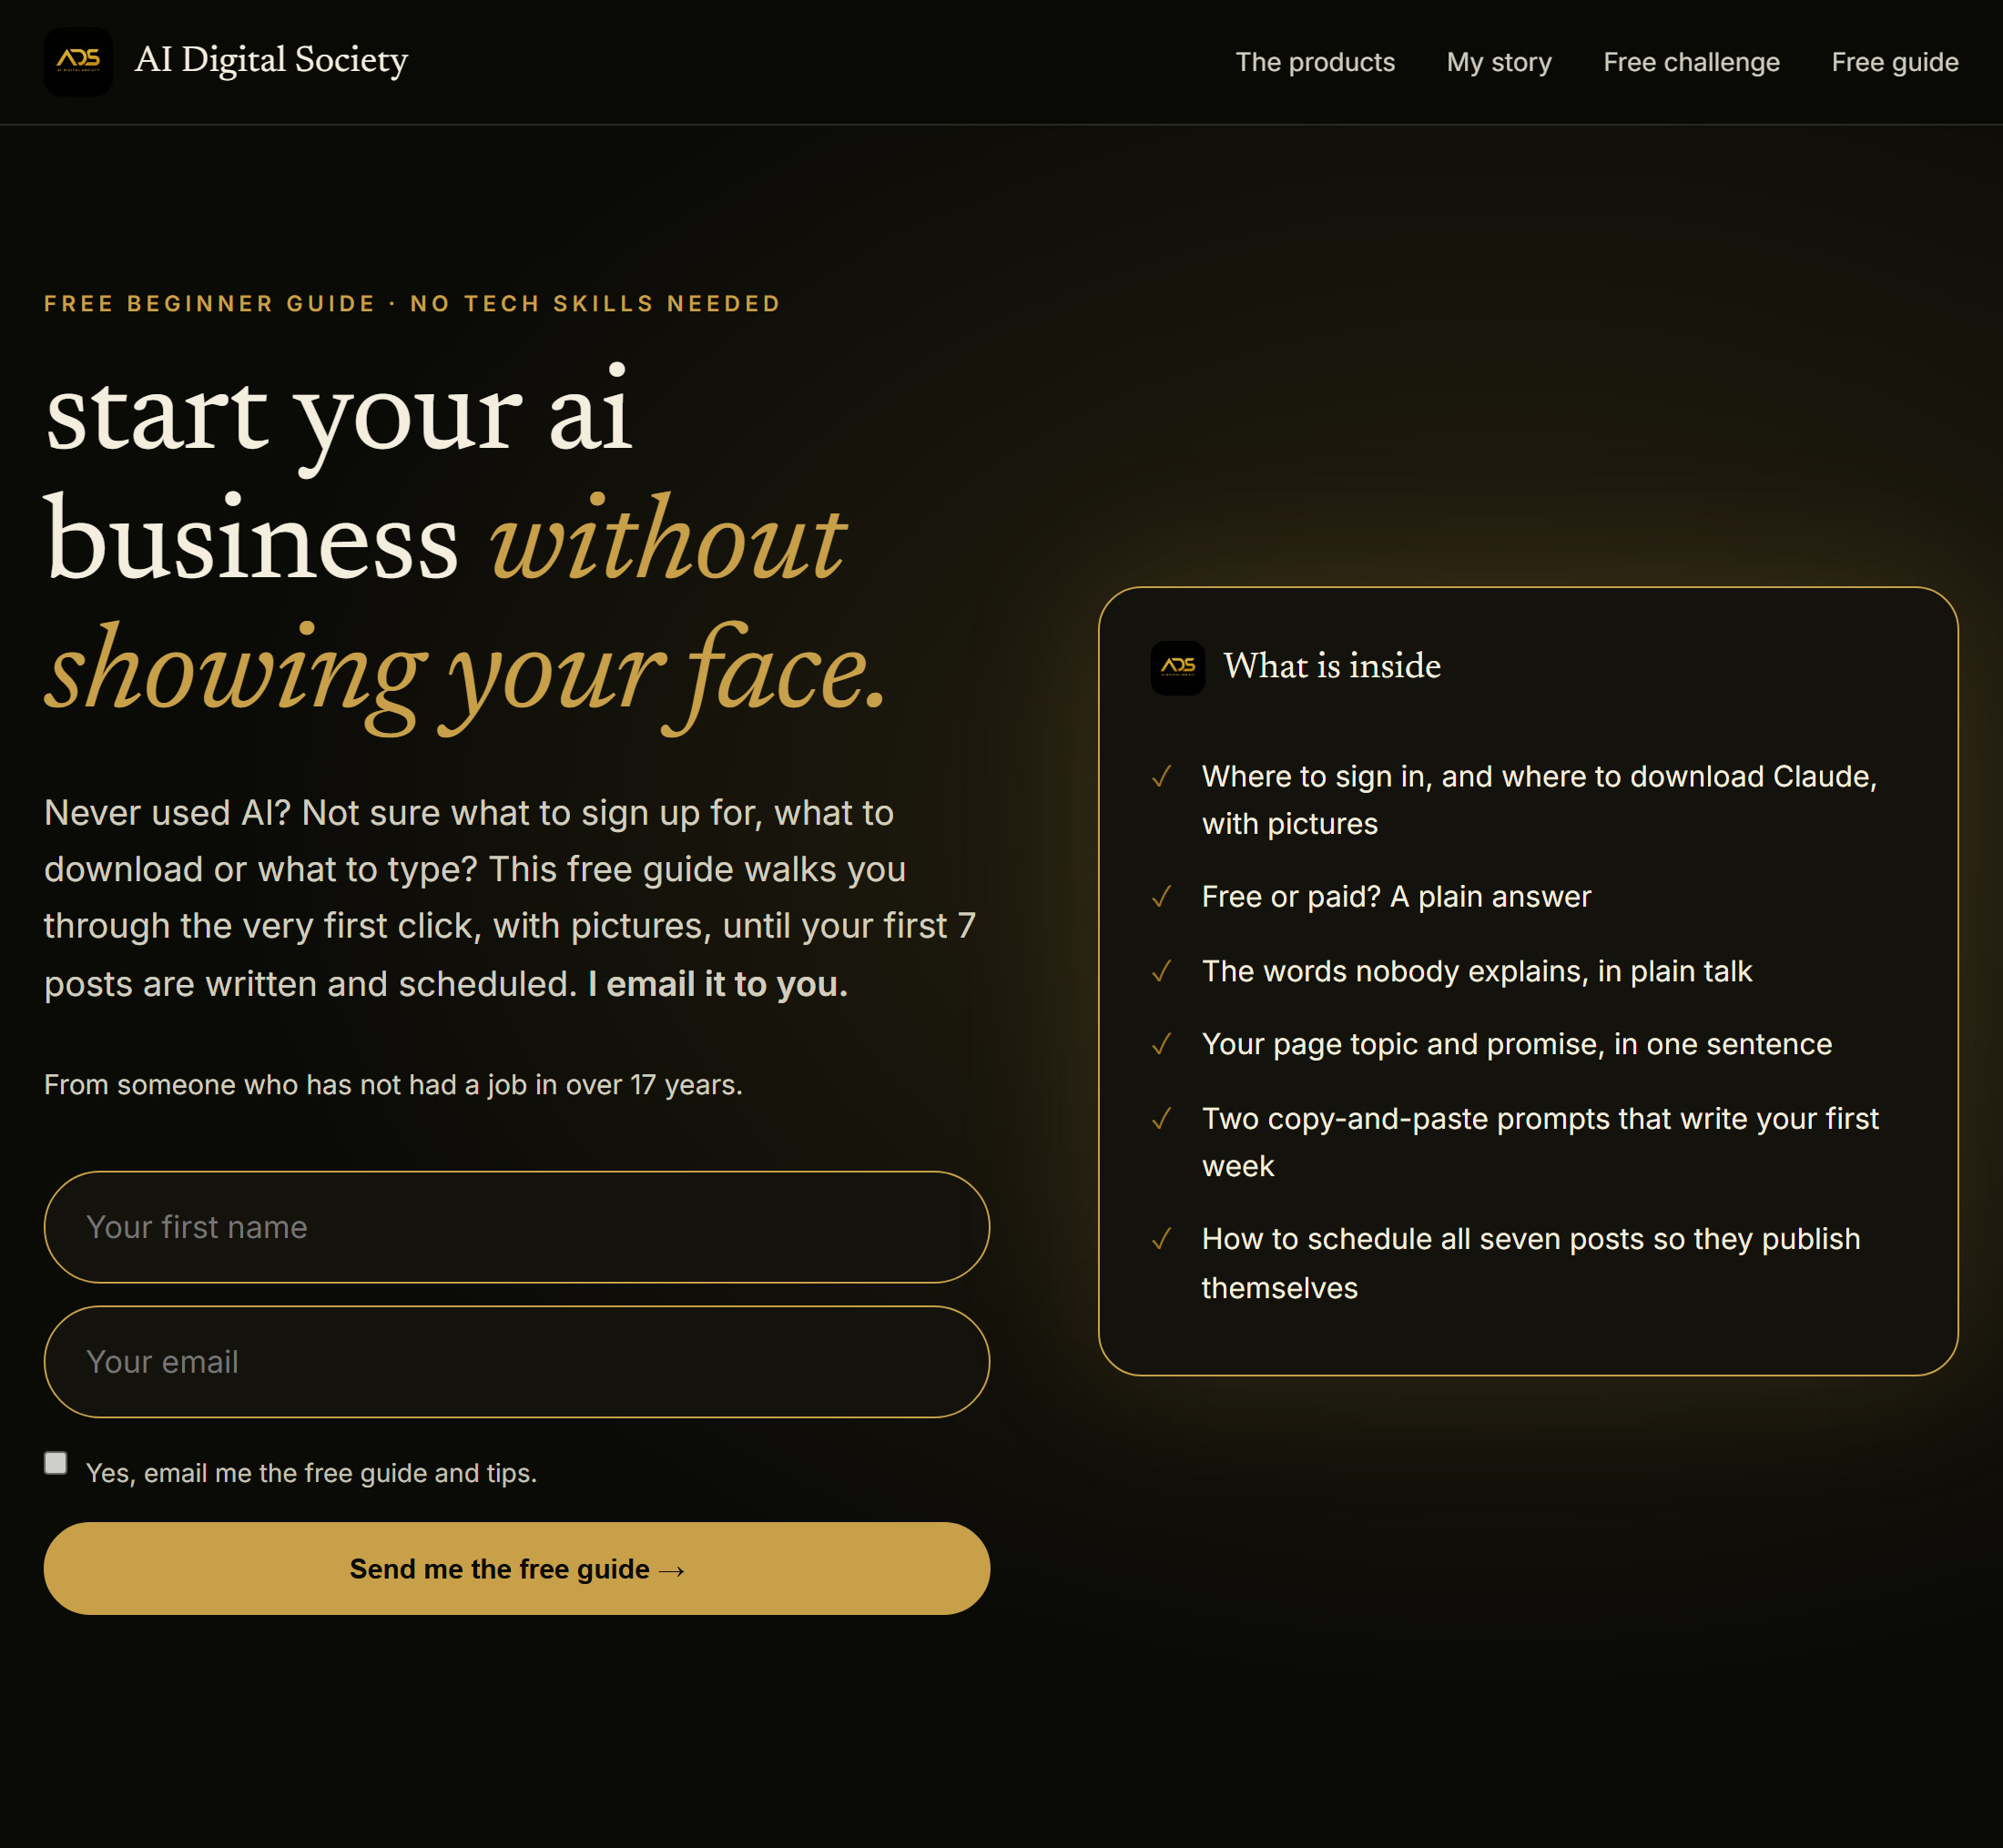 ADS
AI DIGITAL SOCIETY
AI Digital Society
The products
My story
Free challenge
Free guide
FREE BEGINNER GUIDE · NO TECH SKILLS NEEDED
start your ai
business without
showing your face.
Never used AI? Not sure what to sign up for, what to
download or what to type? This free guide walks you
through the very first click, with pictures, until your first 7
posts are written and scheduled. I email it to you.
From someone who has not had a job in over 17 years.
Your first name
Your email
Yes, email me the free guide and tips.
Send me the free guide →
ADS
AI DIGITAL SOCIETY
What is inside
✓ Where to sign in, and where to download Claude,
with pictures
✓ Free or paid? A plain answer
✓ The words nobody explains, in plain talk
✓ Your page topic and promise, in one sentence
✓ Two copy-and-paste prompts that write your first
week
✓ How to schedule all seven posts so they publish
themselves